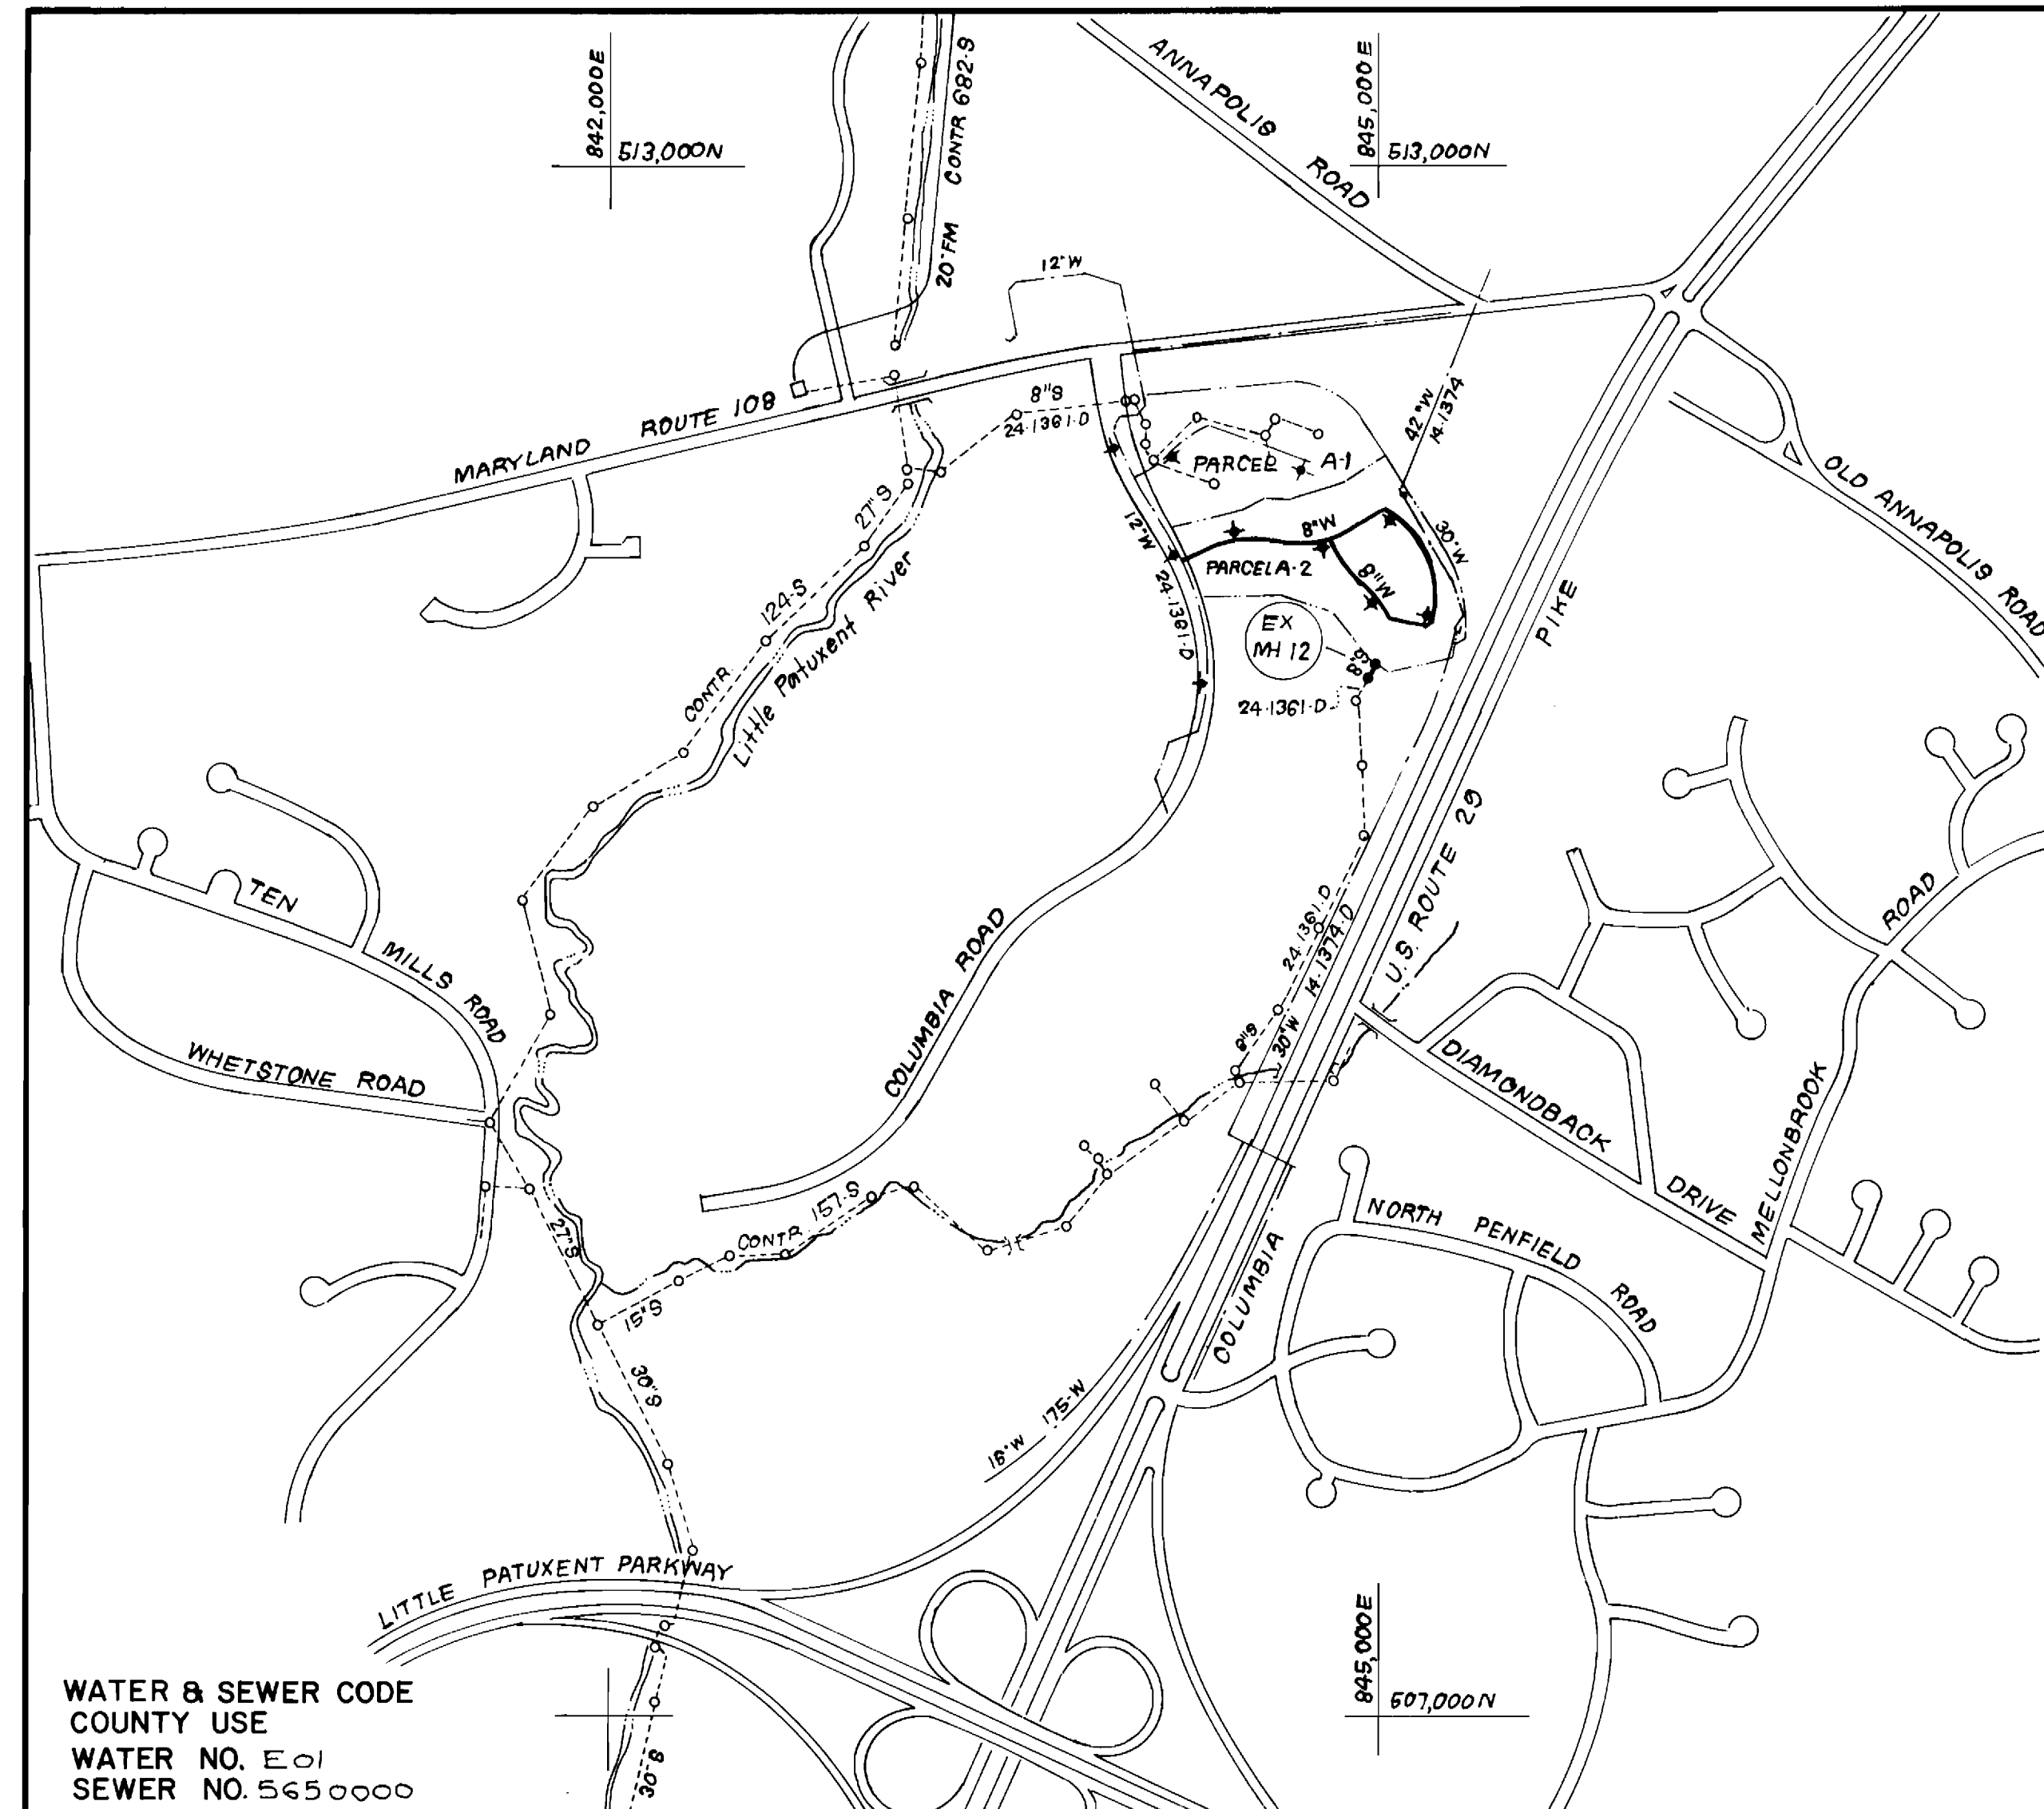 842,000E
513,000N
20"FM CONTR 682-S
ANNAPOLIS ROAD
845,000E
513,000N
12"W
MARYLAND ROUTE 108
8"S
24-1361-D
42"W
14-1374
PARCEL A-1
OLD ANNAPOLIS ROAD
27"S
CONTR. 124-S
Little Patuxent River
12"W
24-1361-D
8"W
30"W
PARCEL A-2
8"W
EX
MH 12
8"S
24-1361-D
COLUMBIA PIKE
U.S. ROUTE 29
TEN MILLS ROAD
WHETSTONE ROAD
COLUMBIA ROAD
24-1361-D
14-1374-D
8"S
30"W
DIAMONDBACK DRIVE
MELLONBROOK ROAD
NORTH PENFIELD ROAD
27"S
CONTR. 157-S
15"S
30"S
16"W 175-W
LITTLE PATUXENT PARKWAY
845,000E
507,000N
30"S
WATER & SEWER CODE
COUNTY USE
WATER NO. E01
SEWER NO. 5650000